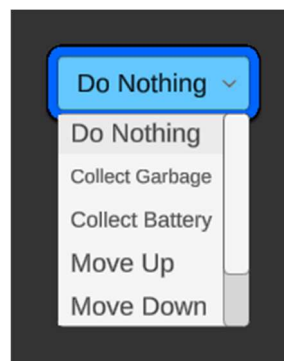 Do Nothing
Do Nothing
Collect Garbage
Collect Battery
Move Up
Move Down